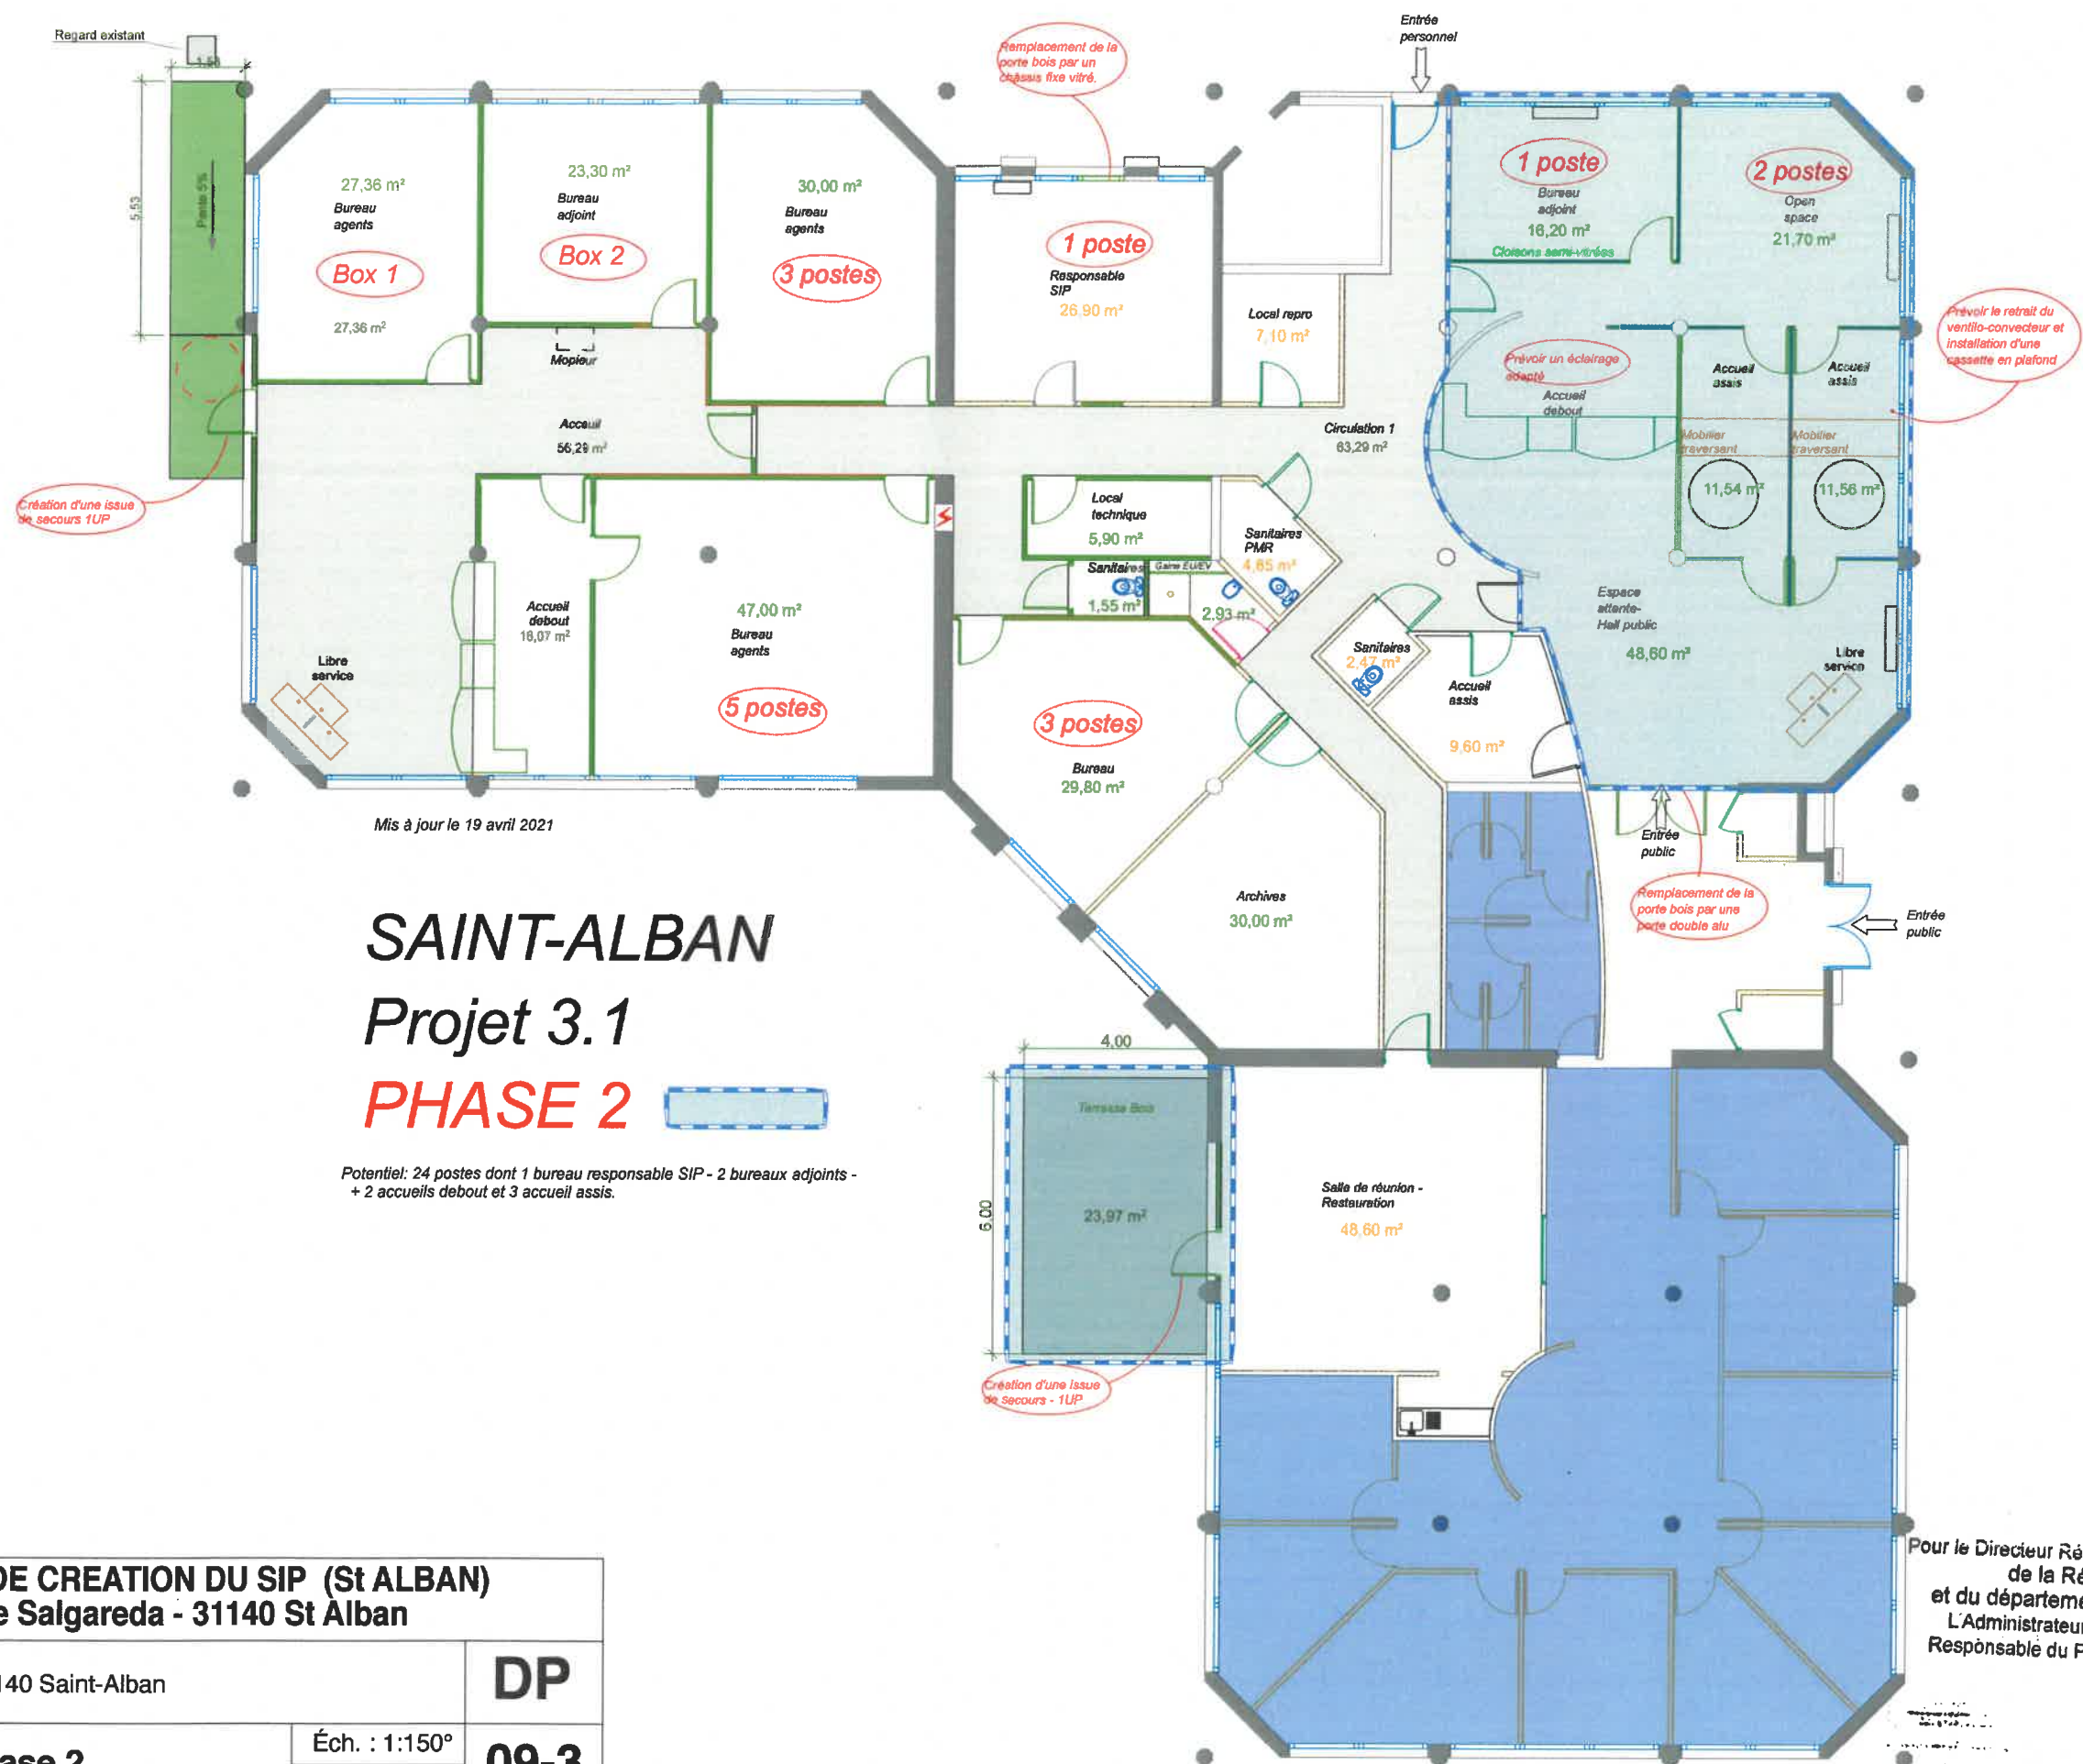 Regard existant
1,50
5,53
Pente 5%
27,36 m²
Bureau
agents
Box 1
27,36 m²
23,30 m²
Bureau
adjoint
Box 2
30,00 m²
Bureau
agents
3 postes
Remplacement de la
porte bois par un
châssis fixe vitré.
1 poste
Responsable
SIP
26,90 m²
Entrée
personnel
Local repro
7,10 m²
1 poste
Bureau
adjoint
16,20 m²
Cloisons semi-vitrées
2 postes
Open
space
21,70 m²
Prévoir le retrait du
ventilo-convecteur et
installation d'une
cassette en plafond
Prévoir un éclairage
adapté
Accueil
debout
Accueil
assis
Accueil
assis
Mobilier
traversant
Mobilier
traversant
11,54 m²
11,56 m²
Mopieur
Acceuil
56,29 m²
Circulation 1
63,29 m²
Création d'une issue
de secours 1UP
Local
technique
5,90 m²
Sanitaires
PMR
4,65 m²
Sanitaires
1,55 m²
Gaine EU/EV
2,93 m²
Accueil
debout
16,07 m²
47,00 m²
Bureau
agents
5 postes
Libre
service
Sanitaires
2,47 m²
Accueil
assis
9,60 m²
Espace
attente-
Hall public
48,60 m²
Libre
service
3 postes
Bureau
29,80 m²
Mis à jour le 19 avril 2021
Entrée
public
Remplacement de la
porte bois par une
porte double alu
Entrée
public
Archives
30,00 m²
SAINT-ALBAN
Projet 3.1
PHASE 2
Potentiel: 24 postes dont 1 bureau responsable SIP - 2 bureaux adjoints -
+ 2 accueils debout et 3 accueil assis.
4,00
6,00
Terrasse Bois
23,97 m²
Création d'une issue
de secours - 1UP
Salle de réunion -
Restauration
48,60 m²
DE CREATION DU SIP (St ALBAN)
e Salgareda - 31140 St Alban
140 Saint-Alban
DP
Éch. : 1:150°
ase 2
09-3
Pour le Directeur Ré
de la Ré
et du départeme
L'Administrateur
Responsable du P